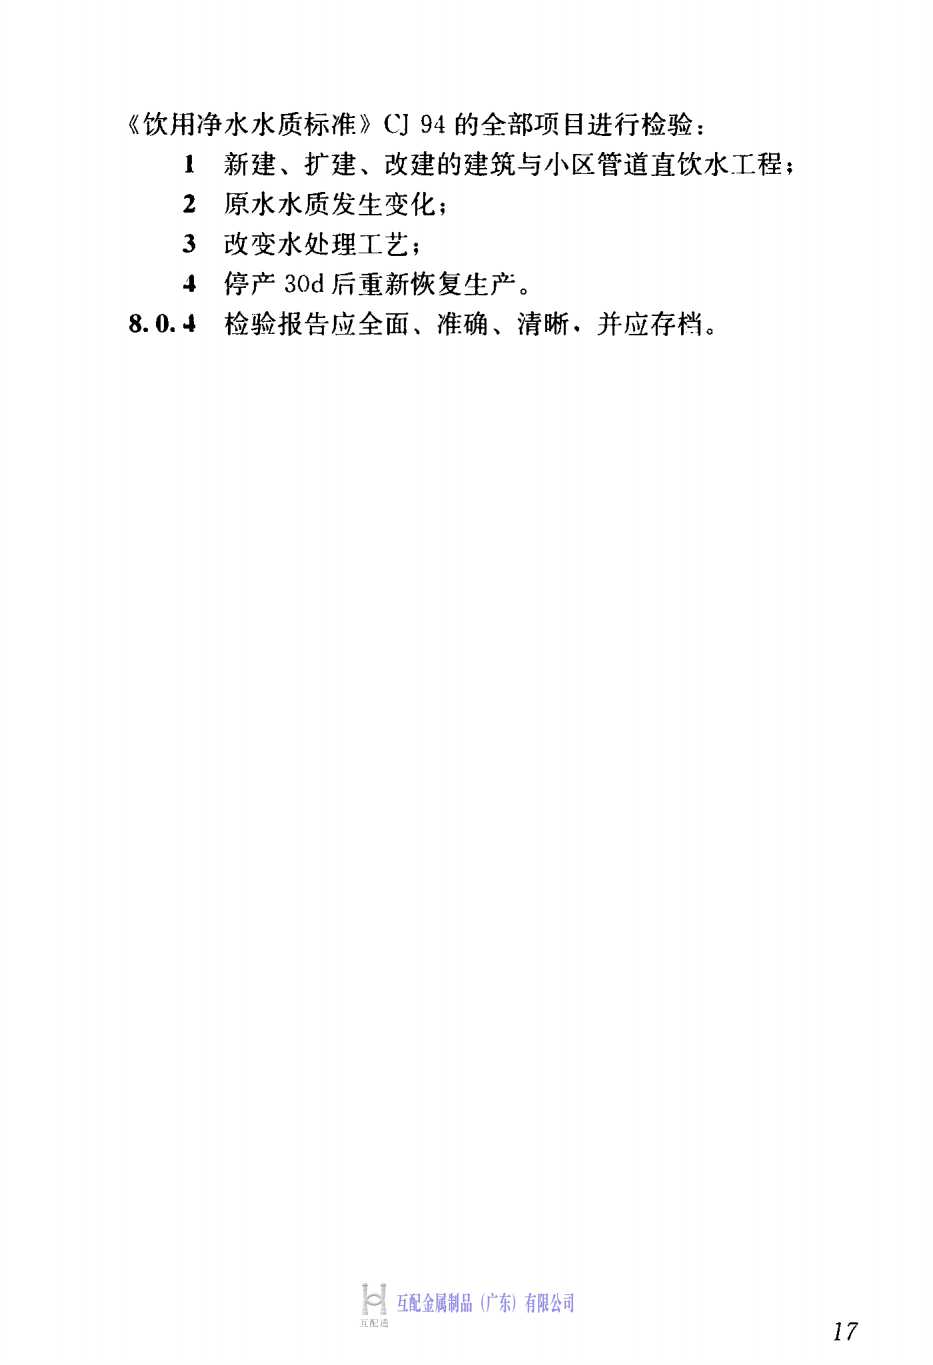 《饮用净水水质标准》CJ 94 的全部项目进行检验：
1 新建、扩建、改建的建筑与小区管道直饮水工程；
2 原水水质发生变化；
3 改变水处理工艺；
4 停产 30d 后重新恢复生产。
8.0.4 检验报告应全面、准确、清晰，并应存档。
互配金属制品（广东）有限公司
互配通
17